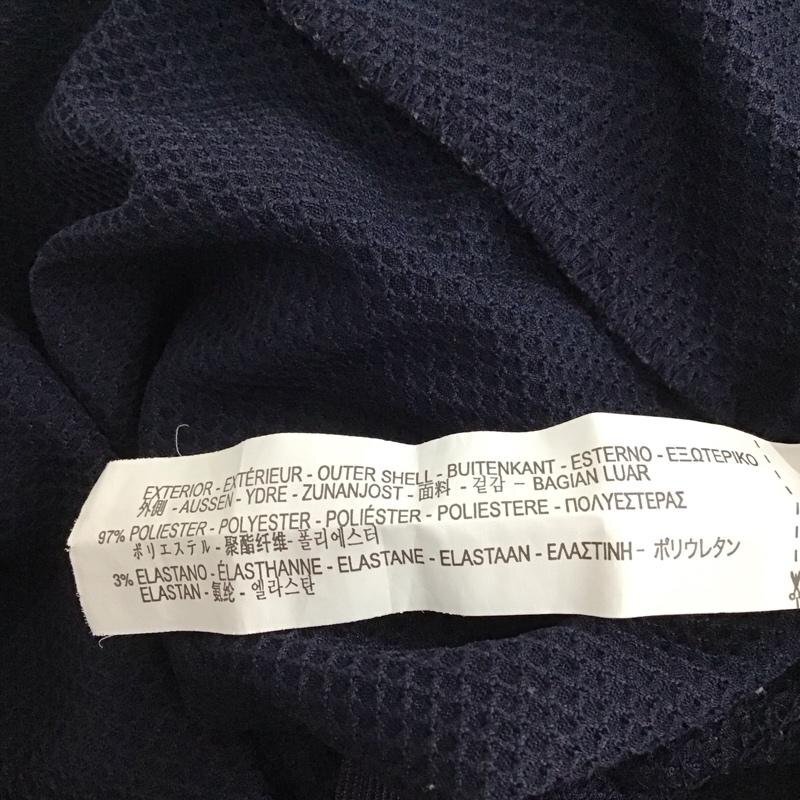 EXTERIOR - EXTÉRIEUR - OUTER SHELL - BUITENKANT - ESTERNO - ΕΞΩΤΕΡΙΚΟ
外側 - AUSSEN - YDRE - ZUNANJOST - 面料 - 겉감 - BAGIAN LUAR
97% POLIESTER - POLYESTER - POLIÉSTER - POLIESTERE - ΠΟΛΥΕΣΤΕΡΑΣ
ポリエステル - 聚酯纤维 - 폴리에스터
3% ELASTANO - ÉLASTHANNE - ELASTANE - ELASTAAN - ΕΛΑΣΤΙΝΗ - ポリウレタン
ELASTAN - 氨纶 - 엘라스탄